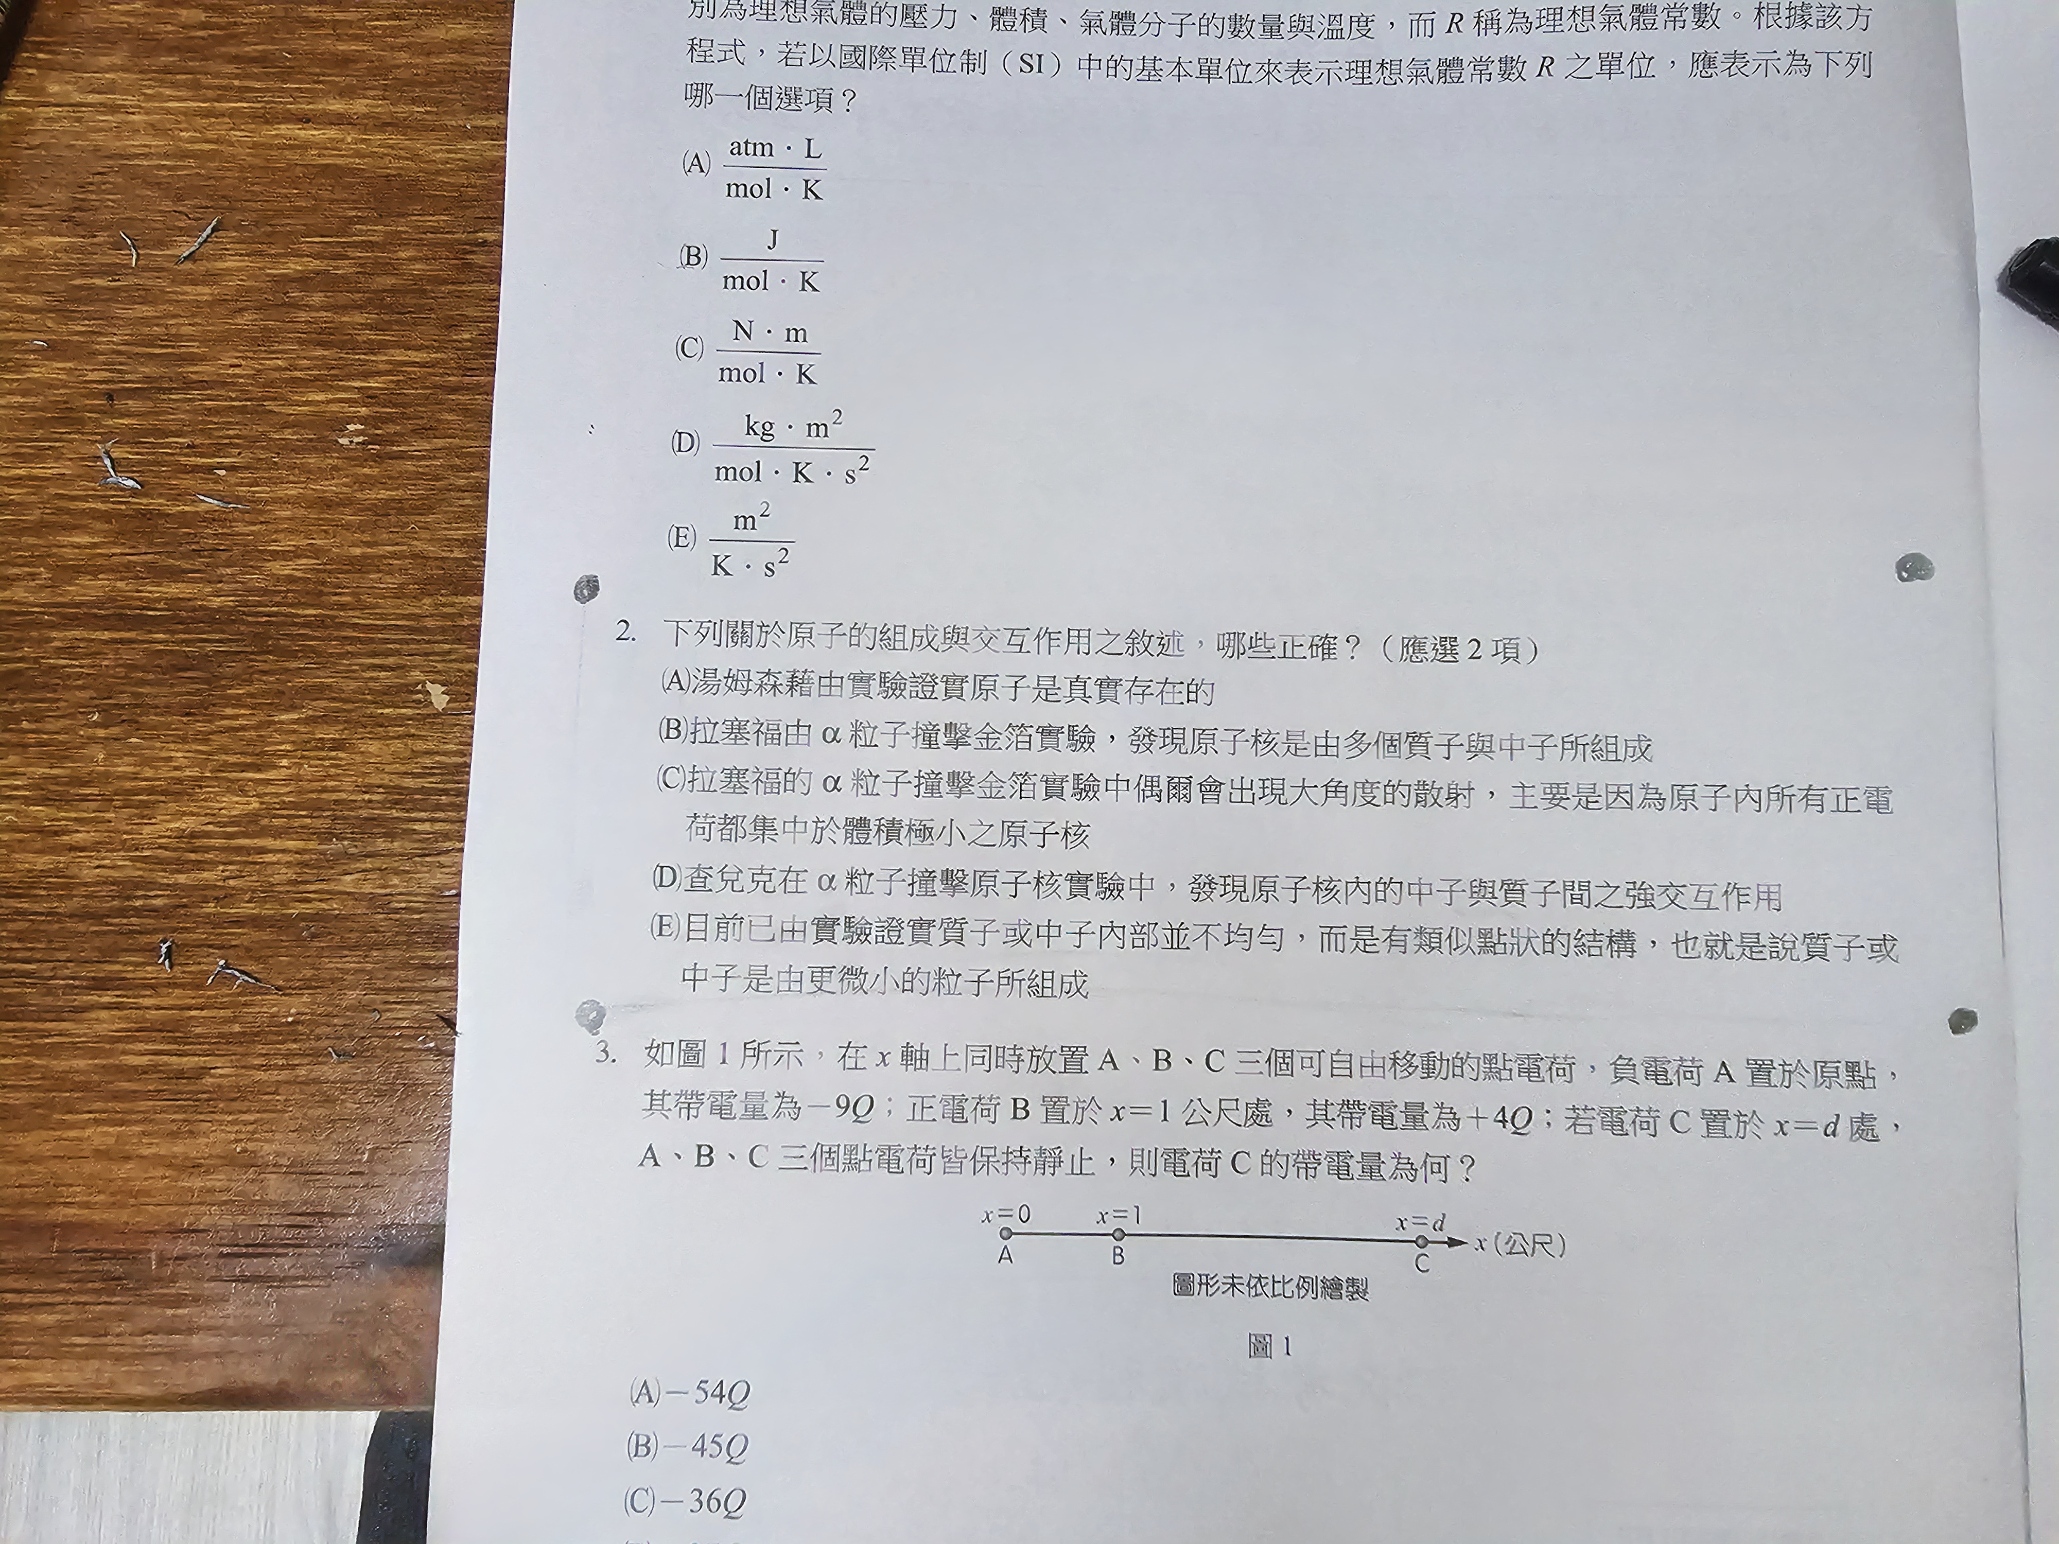 別為理想氣體的壓力、體積、氣體分子的數量與溫度，而 R 稱為理想氣體常數。根據該方
程式，若以國際單位制（SI）中的基本單位來表示理想氣體常數 R 之單位，應表示為下列
哪一個選項？
(A) atm · L / mol · K
(B) J / mol · K
(C) N · m / mol · K
(D) kg · m² / mol · K · s²
(E) m² / K · s²
2. 下列關於原子的組成與交互作用之敘述，哪些正確？（應選 2 項）
(A)湯姆森藉由實驗證實原子是真實存在的
(B)拉塞福由 α 粒子撞擊金箔實驗，發現原子核是由多個質子與中子所組成
(C)拉塞福的 α 粒子撞擊金箔實驗中偶爾會出現大角度的散射，主要是因為原子內所有正電
荷都集中於體積極小之原子核
(D)查兌克在 α 粒子撞擊原子核實驗中，發現原子核內的中子與質子間之強交互作用
(E)目前已由實驗證實質子或中子內部並不均勻，而是有類似點狀的結構，也就是說質子或
中子是由更微小的粒子所組成
3. 如圖 1 所示，在 x 軸上同時放置 A、B、C 三個可自由移動的點電荷，負電荷 A 置於原點，
其帶電量為−9Q；正電荷 B 置於 x=1 公尺處，其帶電量為+4Q；若電荷 C 置於 x=d 處，
A、B、C 三個點電荷皆保持靜止，則電荷 C 的帶電量為何？
x=0 x=1 x=d
x(公尺)
A B C
圖形未依比例繪製
圖 1
(A)−54Q
(B)−45Q
(C)−36Q